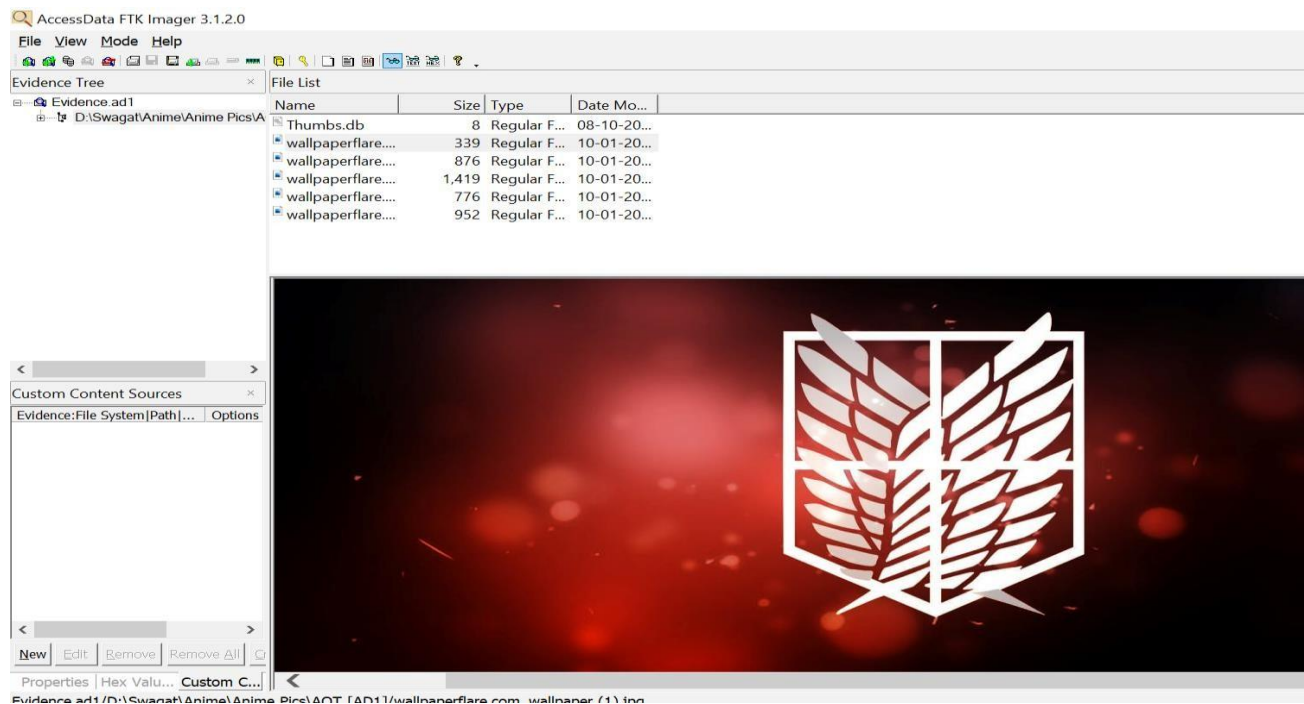 AccessData FTK Imager 3.1.2.0
File View Mode Help
Evidence Tree × File List
Evidence.ad1
D:\Swagat\Anime\Anime Pics\A
Name Size Type Date Mo...
Thumbs.db 8 Regular F... 08-10-20...
wallpaperflare.... 339 Regular F... 10-01-20...
wallpaperflare.... 876 Regular F... 10-01-20...
wallpaperflare.... 1,419 Regular F... 10-01-20...
wallpaperflare.... 776 Regular F... 10-01-20...
wallpaperflare.... 952 Regular F... 10-01-20...
Custom Content Sources ×
Evidence:File System|Path|... Options
New Edit Remove Remove All
Properties Hex Valu... Custom C...
Evidence.ad1/D:\Swagat\Anime\Anime Pics\AOT [AD1]/wallpaperflare.com_wallpaper (1).jpg